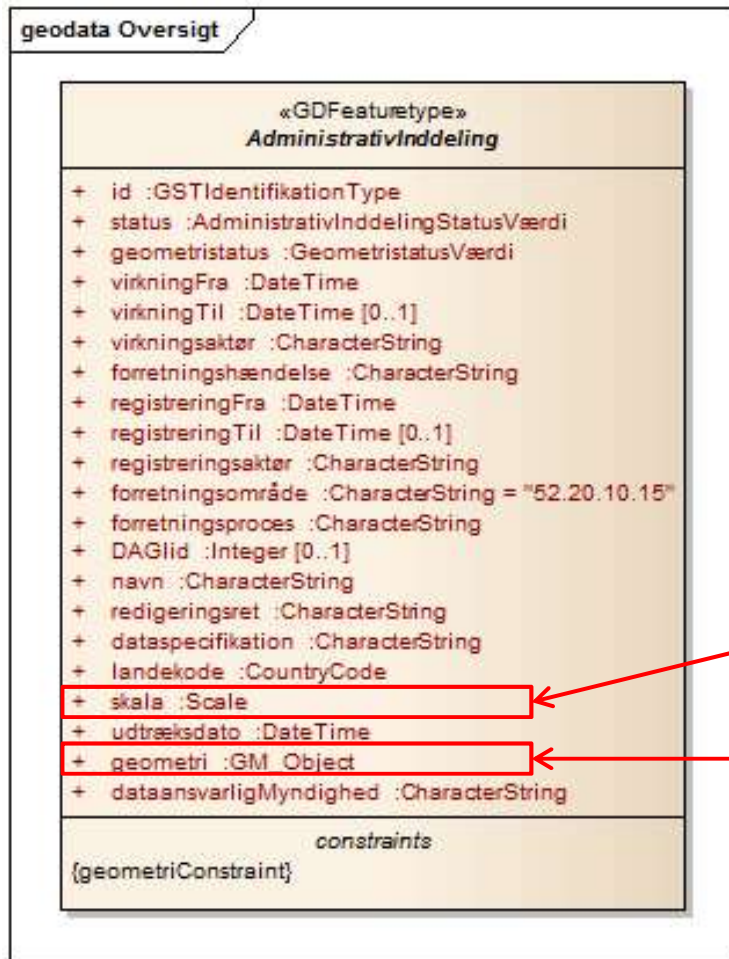 geodata Oversigt
«GDFeaturetype»
AdministrativInddeling
+ id :GSTIdentifikationType
+ status :AdministrativInddelingStatusVærdi
+ geometristatus :GeometristatusVærdi
+ virkningFra :DateTime
+ virkningTil :DateTime [0..1]
+ virkningsaktør :CharacterString
+ forretningshændelse :CharacterString
+ registreringFra :DateTime
+ registreringTil :DateTime [0..1]
+ registreringsaktør :CharacterString
+ forretningsområde :CharacterString = "52.20.10.15"
+ forretningsproces :CharacterString
+ DAGIid :Integer [0..1]
+ navn :CharacterString
+ redigeringsret :CharacterString
+ dataspecifikation :CharacterString
+ landekode :CountryCode
+ skala :Scale
+ udtræksdato :DateTime
+ geometri :GM_Object
+ dataansvarligMyndighed :CharacterString
constraints
{geometriConstraint}